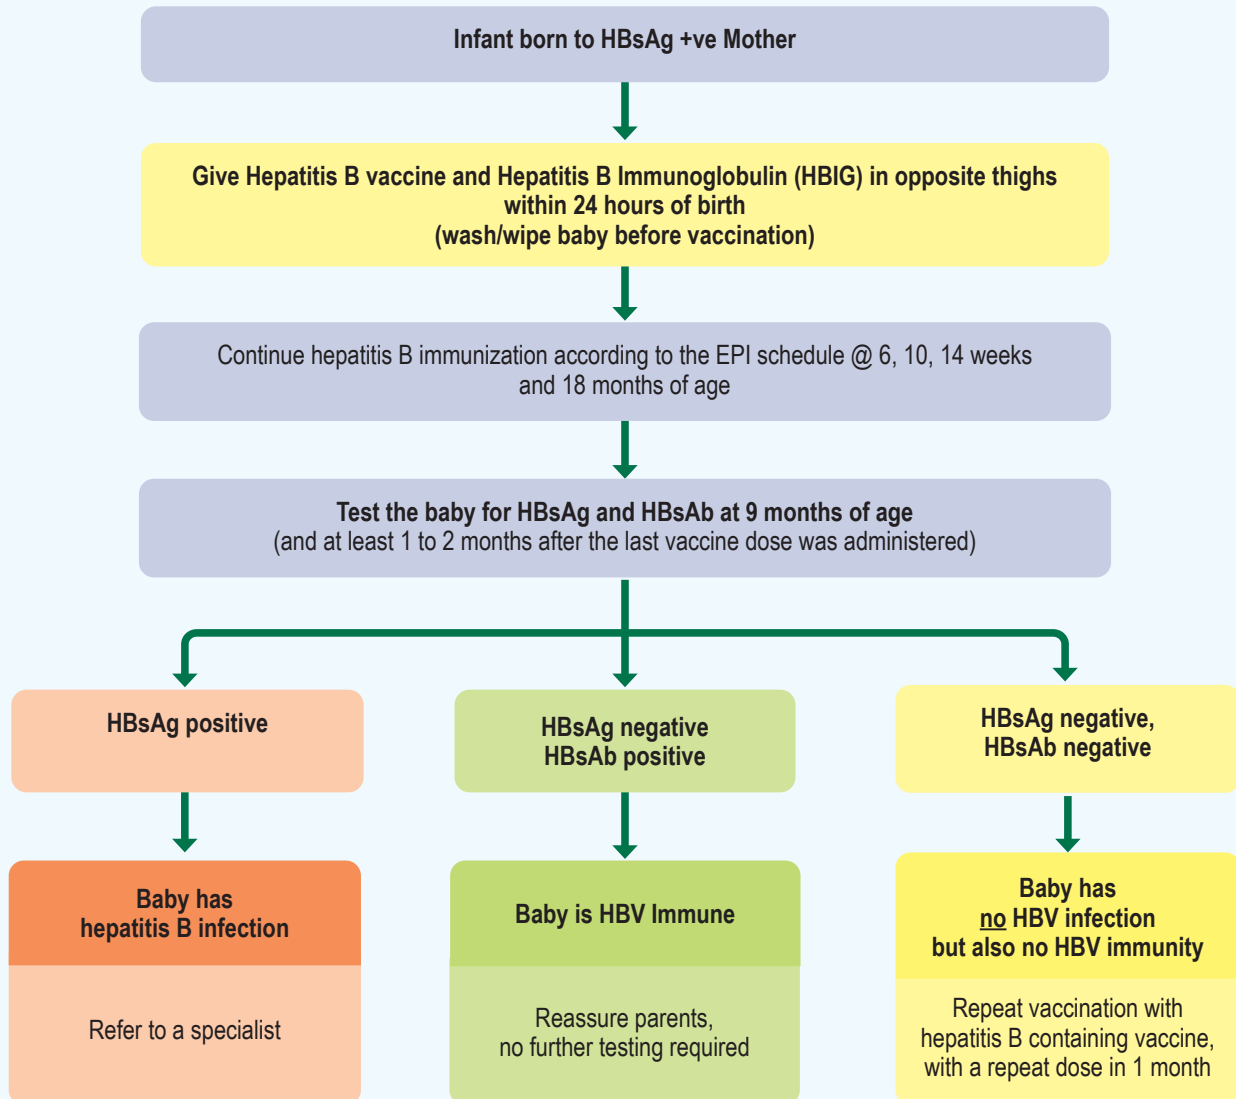 Infant born to HBsAg +ve Mother
Give Hepatitis B vaccine and Hepatitis B Immunoglobulin (HBIG) in opposite thighs
within 24 hours of birth
(wash/wipe baby before vaccination)
Continue hepatitis B immunization according to the EPI schedule @ 6, 10, 14 weeks
and 18 months of age
Test the baby for HBsAg and HBsAb at 9 months of age
(and at least 1 to 2 months after the last vaccine dose was administered)
HBsAg positive
HBsAg negative
HBsAb positive
HBsAg negative,
HBsAb negative
Baby has
hepatitis B infection
Refer to a specialist
Baby is HBV Immune
Reassure parents,
no further testing required
Baby has
no HBV infection
but also no HBV immunity
Repeat vaccination with
hepatitis B containing vaccine,
with a repeat dose in 1 month